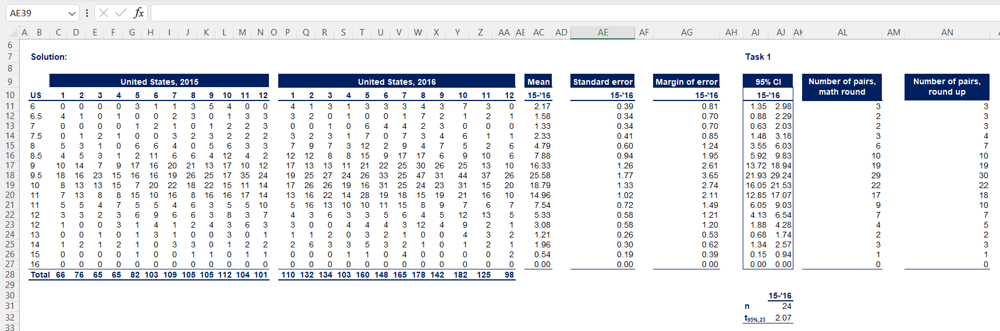 AE39 fx
A B C D E F G H I J K L M N O P Q R S T U V W X Y Z AA AE AC AD AE AF AG AH AI AJ AK AL AM AN
6
7 Solution: Task 1
8
9 United States, 2015 United States, 2016 Mean Standard error Margin of error 95% CI Number of pairs, math round Number of pairs, round up
10 US 1 2 3 4 5 6 7 8 9 10 11 12 1 2 3 4 5 6 7 8 9 10 11 12 15-'16 15-'16 15-'16 15-'16
11 6 0 0 0 0 3 1 1 3 5 4 0 0 4 1 3 1 3 3 3 4 3 7 3 0 2.17 0.39 0.81 1.35 2.98 3 3
12 6.5 4 1 0 1 0 0 2 3 0 1 3 3 3 2 0 1 0 0 1 7 2 1 2 1 1.58 0.34 0.70 0.88 2.29 2 3
13 7 0 0 0 0 1 2 1 0 1 2 2 3 0 0 1 0 6 4 4 2 3 0 0 0 1.33 0.34 0.70 0.63 2.03 2 3
14 7.5 0 1 2 1 0 0 3 2 3 2 2 2 3 2 3 1 7 0 7 3 4 6 1 1 2.33 0.41 0.85 1.48 3.18 3 4
15 8 5 3 1 0 6 6 4 0 5 6 3 3 7 9 7 3 12 2 9 4 7 5 2 6 4.79 0.60 1.24 3.55 6.03 6 7
16 8.5 4 5 3 1 2 11 6 6 4 12 4 2 12 12 8 8 15 9 17 17 6 9 10 6 7.88 0.94 1.95 5.92 9.83 10 10
17 9 10 14 7 9 17 16 20 21 13 17 10 12 17 13 13 11 21 22 25 30 26 25 13 10 16.33 1.26 2.61 13.72 18.94 19 19
18 9.5 18 16 23 15 16 16 19 26 25 17 35 24 19 25 27 24 26 33 25 47 31 44 37 26 25.58 1.77 3.65 21.93 29.24 29 30
19 10 8 13 13 15 7 20 22 18 22 15 11 14 17 26 26 19 16 31 25 24 23 31 15 20 18.79 1.33 2.74 16.05 21.53 22 22
20 11 7 13 8 8 15 10 16 8 16 16 17 14 13 16 22 14 28 19 18 15 19 21 16 10 14.96 1.02 2.11 12.85 17.07 17 18
21 11 5 5 4 7 5 5 4 6 3 5 5 10 5 16 13 10 10 11 15 8 9 7 6 7 7.54 0.72 1.49 6.05 9.03 9 10
22 12 3 3 2 3 6 9 6 6 3 8 3 7 4 3 6 3 3 5 6 4 5 12 13 5 5.33 0.58 1.21 4.13 6.54 7 7
23 12 1 0 0 3 1 4 1 2 4 3 6 3 3 0 0 4 4 4 3 12 4 9 2 1 3.08 0.58 1.20 1.88 4.28 4 5
24 13 0 0 1 0 1 3 1 0 0 3 0 1 1 1 2 0 3 2 1 0 0 4 3 2 1.21 0.26 0.53 0.68 1.74 2 2
25 14 1 2 1 2 1 0 3 3 0 1 2 2 2 6 3 3 5 3 2 1 0 1 2 1 1.96 0.30 0.62 1.34 2.57 3 3
26 15 0 0 0 0 1 0 0 1 1 0 1 1 0 0 0 1 1 0 4 0 0 0 0 2 0.54 0.19 0.39 0.15 0.94 1 1
27 16 0 0 0 0 0 0 0 0 0 0 0 0 0 0 0 0 0 0 0 0 0 0 0 0 0.00 0.00 0.00 0.00 0.00 0 0
28 Total 66 76 65 65 82 103 109 105 105 112 104 101 110 132 134 103 160 148 165 178 142 182 125 98
29
30 15-'16
31 n 24
32 t95%,23 2.07
33